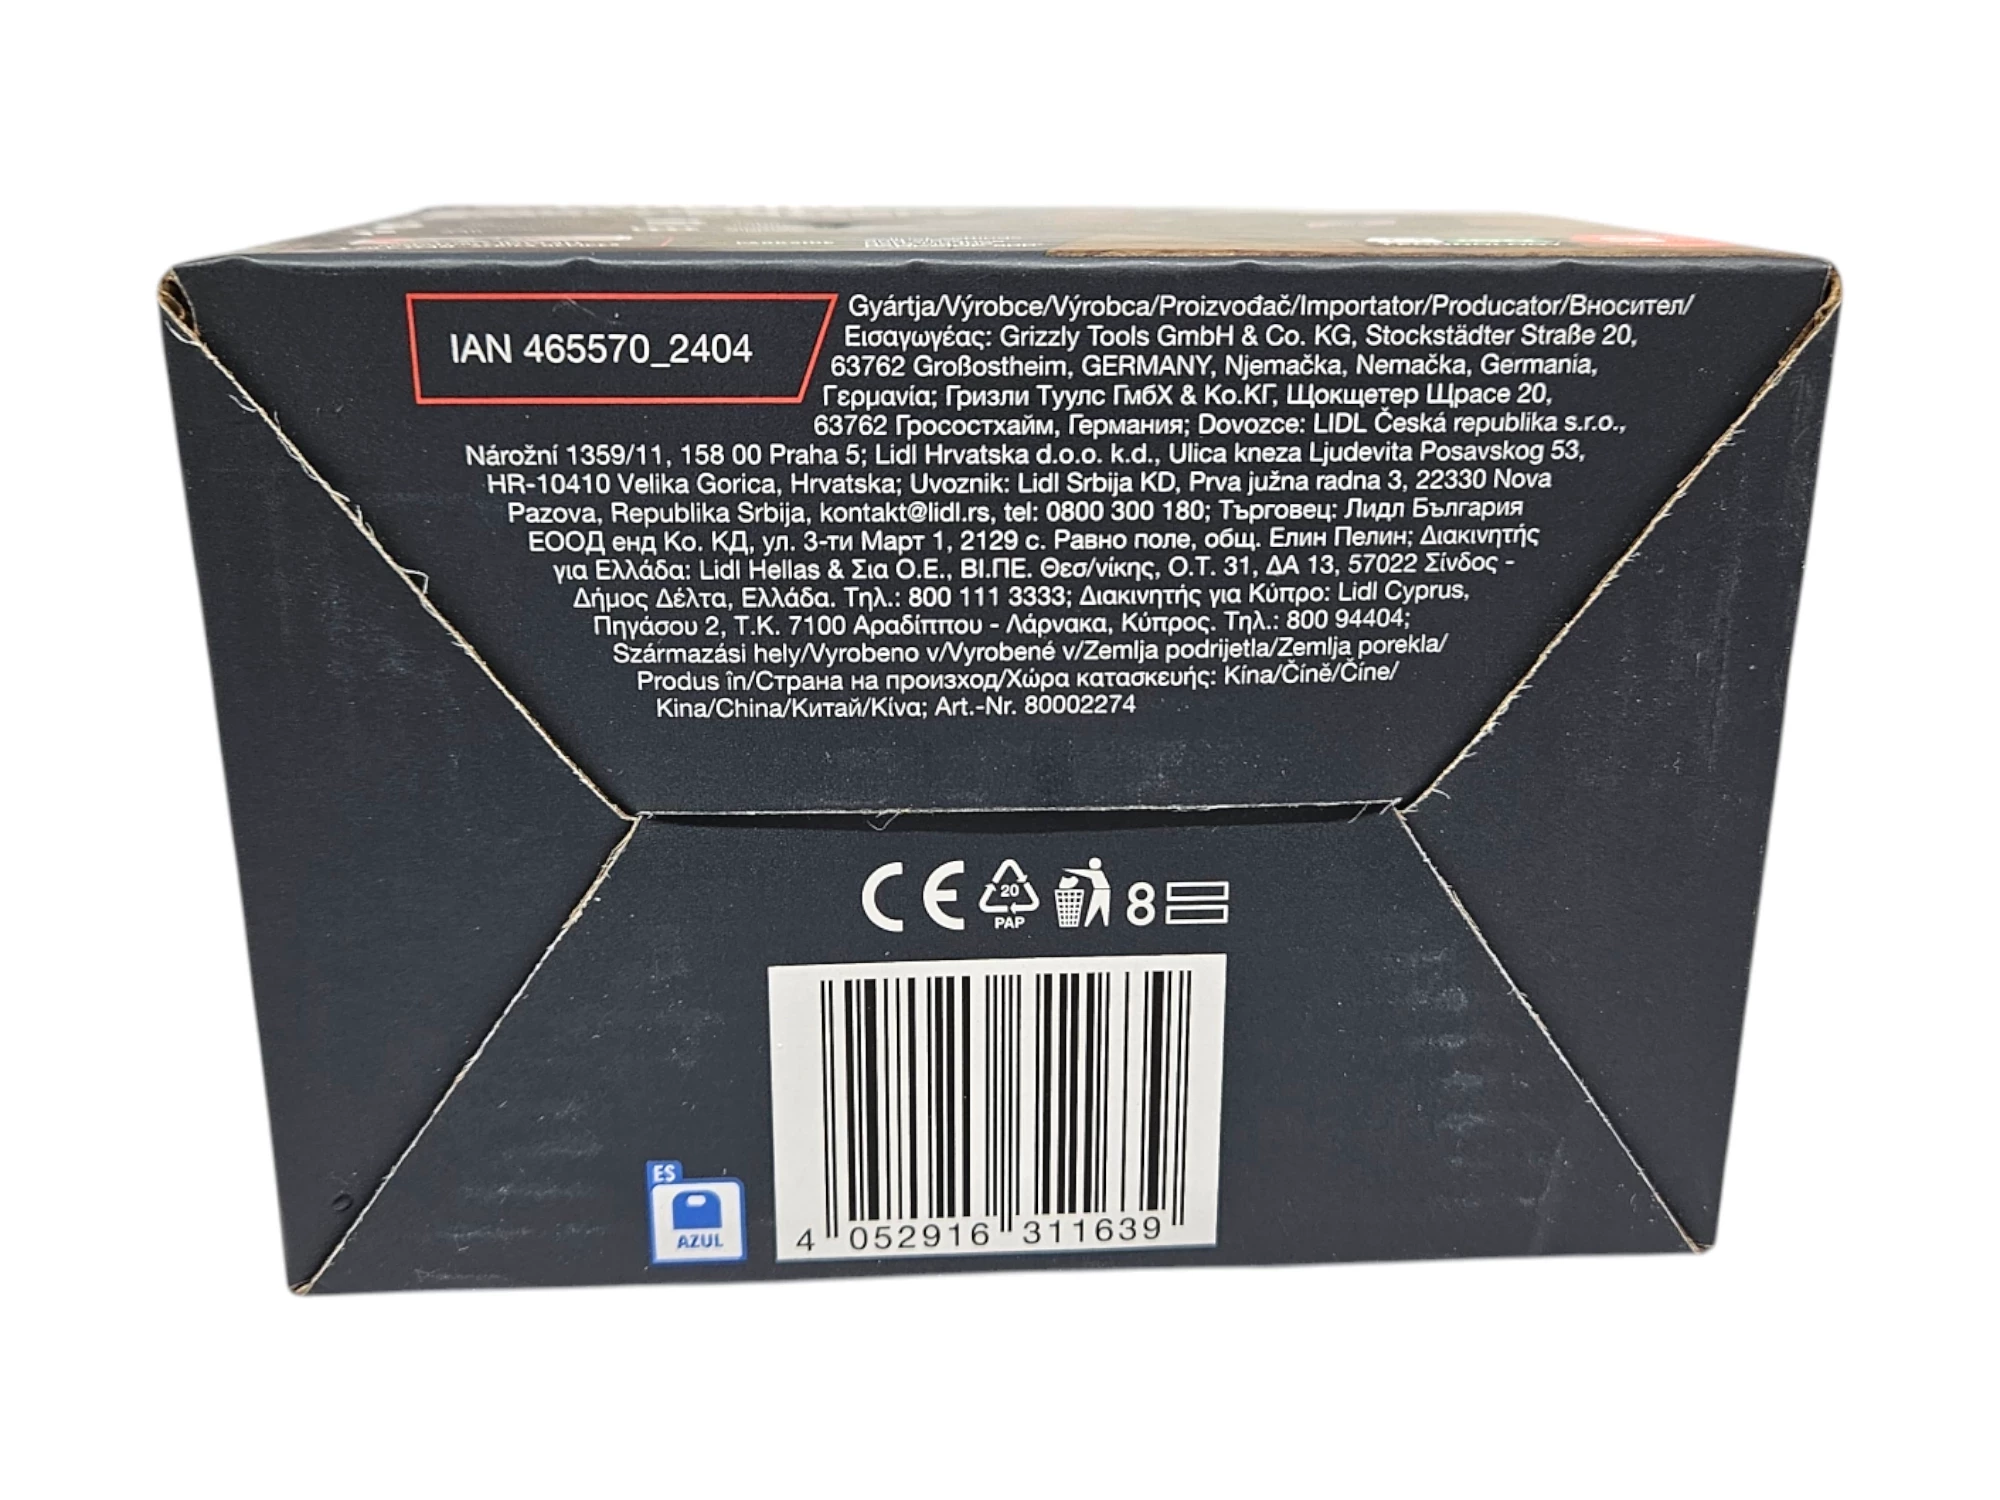 IAN 465570_2404
Gyártja/Výrobce/Výrobca/Proizvođač/Importator/Producator/Вносител/
Εισαγωγέας: Grizzly Tools GmbH & Co. KG, Stockstädter Straße 20,
63762 Großostheim, GERMANY, Njemačka, Nemačka, Germania,
Γερμανία; Гризли Туулс ГмбХ & Ко.КГ, Щокщетер Щрасе 20,
63762 Гросостхайм, Германия; Dovozce: LIDL Česká republika s.r.o.,
Nárožní 1359/11, 158 00 Praha 5; Lidl Hrvatska d.o.o. k.d., Ulica kneza Ljudevita Posavskog 53,
HR-10410 Velika Gorica, Hrvatska; Uvoznik: Lidl Srbija KD, Prva južna radna 3, 22330 Nova
Pazova, Republika Srbija, kontakt@lidl.rs, tel: 0800 300 180; Търговец: Лидл България
ЕООД енд Ко. КД, ул. 3-ти Март 1, 2129 с. Равно поле, общ. Елин Пелин; Διακινητής
για Ελλάδα: Lidl Hellas & Σια Ο.Ε., ΒΙ.ΠΕ. Θεσ/νίκης, Ο.Τ. 31, ΔΑ 13, 57022 Σίνδος -
Δήμος Δέλτα, Ελλάδα. Τηλ.: 800 111 3333; Διακινητής για Κύπρο: Lidl Cyprus,
Πηγάσου 2, Τ.Κ. 7100 Αραδίππου - Λάρνακα, Κύπρος. Τηλ.: 800 94404;
Származási hely/Vyrobeno v/Vyrobené v/Zemlja podrijetla/Zemlja porekla/
Produs în/Страна на произход/Χώρα κατασκευής: Kína/Číně/Číne/
Kina/China/Китай/Κίνα; Art.-Nr. 80002274
CE 20 PAP 8
ES
AZUL
4 052916 311639